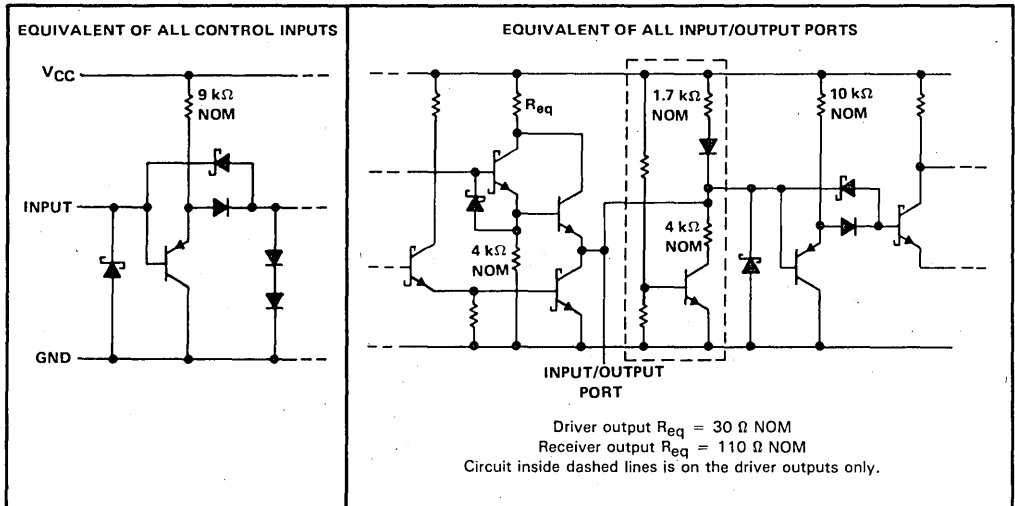 EQUIVALENT OF ALL CONTROL INPUTS
VCC
9 kΩ
NOM
INPUT
GND
EQUIVALENT OF ALL INPUT/OUTPUT PORTS
Req
1.7 kΩ
NOM
10 kΩ
NOM
4 kΩ
NOM
4 kΩ
NOM
INPUT/OUTPUT
PORT
Driver output Req = 30 Ω NOM
Receiver output Req = 110 Ω NOM
Circuit inside dashed lines is on the driver outputs only.